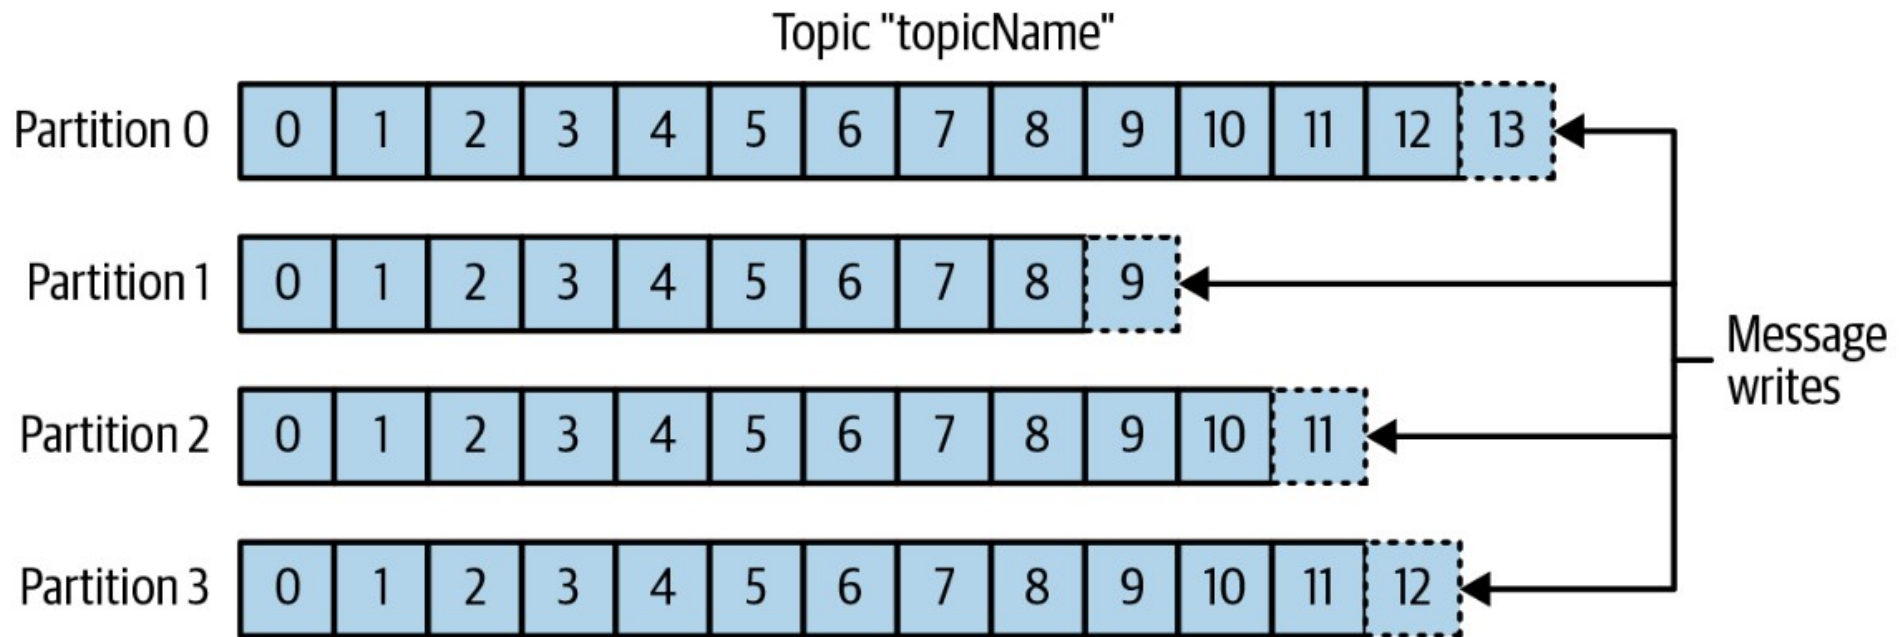 Topic "topicName"
Partition 0 0 1 2 3 4 5 6 7 8 9 10 11 12 13
Partition 1 0 1 2 3 4 5 6 7 8 9
Partition 2 0 1 2 3 4 5 6 7 8 9 10 11
Partition 3 0 1 2 3 4 5 6 7 8 9 10 11 12
Message
writes